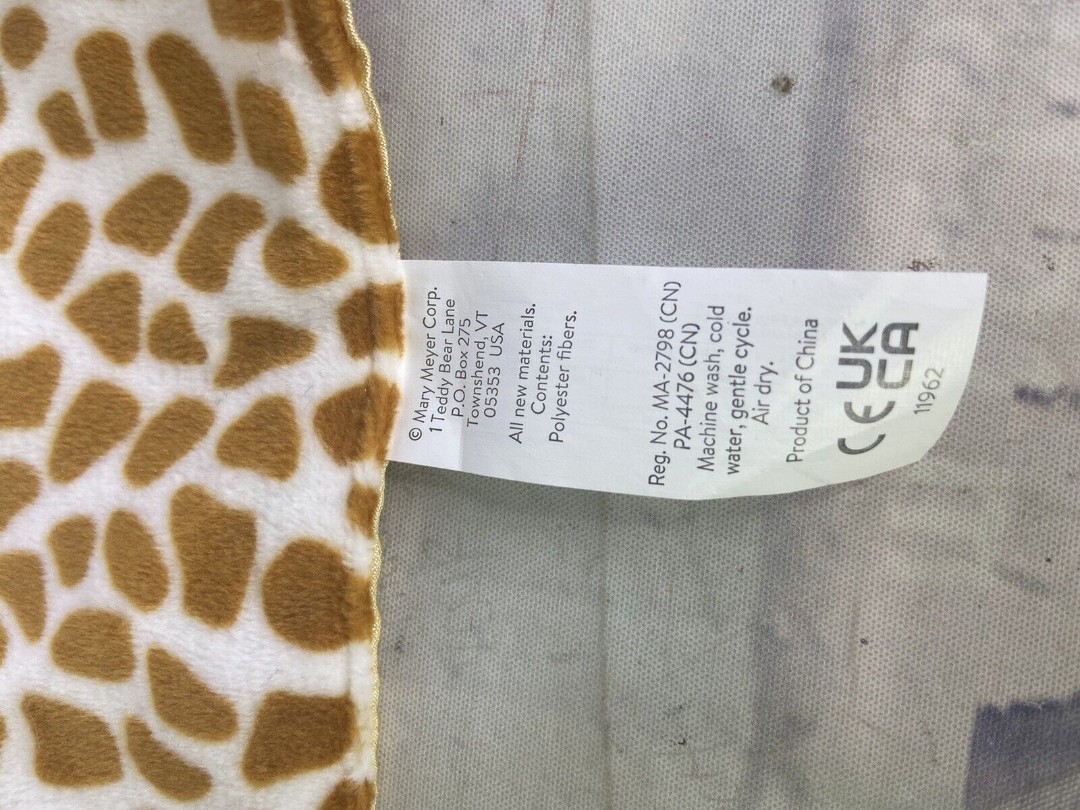 © Mary Meyer Corp.
1 Teddy Bear Lane
P.O. Box 275
Townshend, VT
05353 USA
All new materials.
Contents:
Polyester fibers.
Reg. No. MA-2798 (CN)
PA-4476 (CN)
Machine wash, cold
water, gentle cycle.
Air dry.
Product of China
CE UK
CA
11962